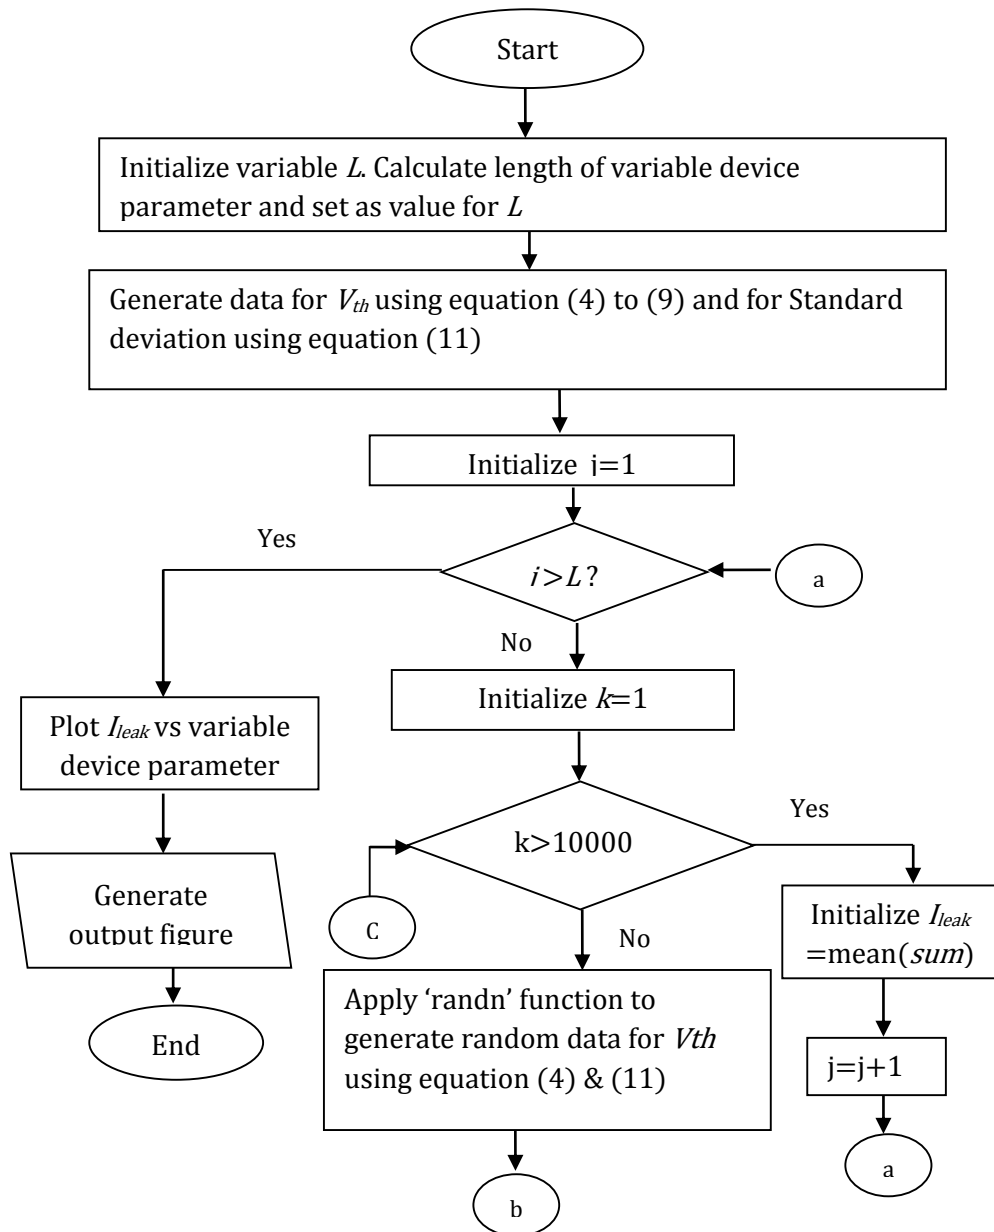 Start
Initialize variable L. Calculate length of variable device
parameter and set as value for L
Generate data for Vth using equation (4) to (9) and for Standard
deviation using equation (11)
Initialize j=1
Yes
i>L?
a
No
Initialize k=1
Plot Ileak vs variable
device parameter
Yes
k>10000
Generate
output figure
C
No
Initialize Ileak
=mean(sum)
Apply ‘randn’ function to
generate random data for Vth
using equation (4) & (11)
End
j=j+1
a
b